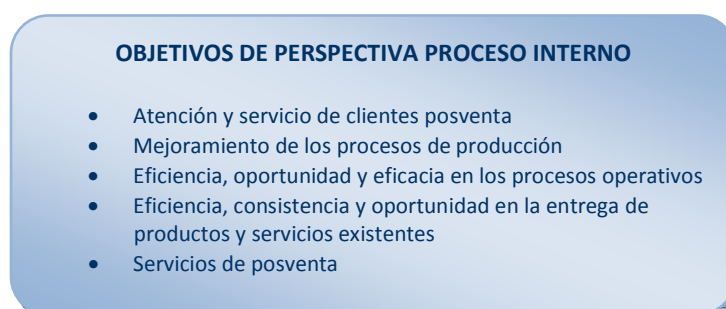 OBJETIVOS DE PERSPECTIVA PROCESO INTERNO
• Atención y servicio de clientes posventa
• Mejoramiento de los procesos de producción
• Eficiencia, oportunidad y eficacia en los procesos operativos
• Eficiencia, consistencia y oportunidad en la entrega de
productos y servicios existentes
• Servicios de posventa